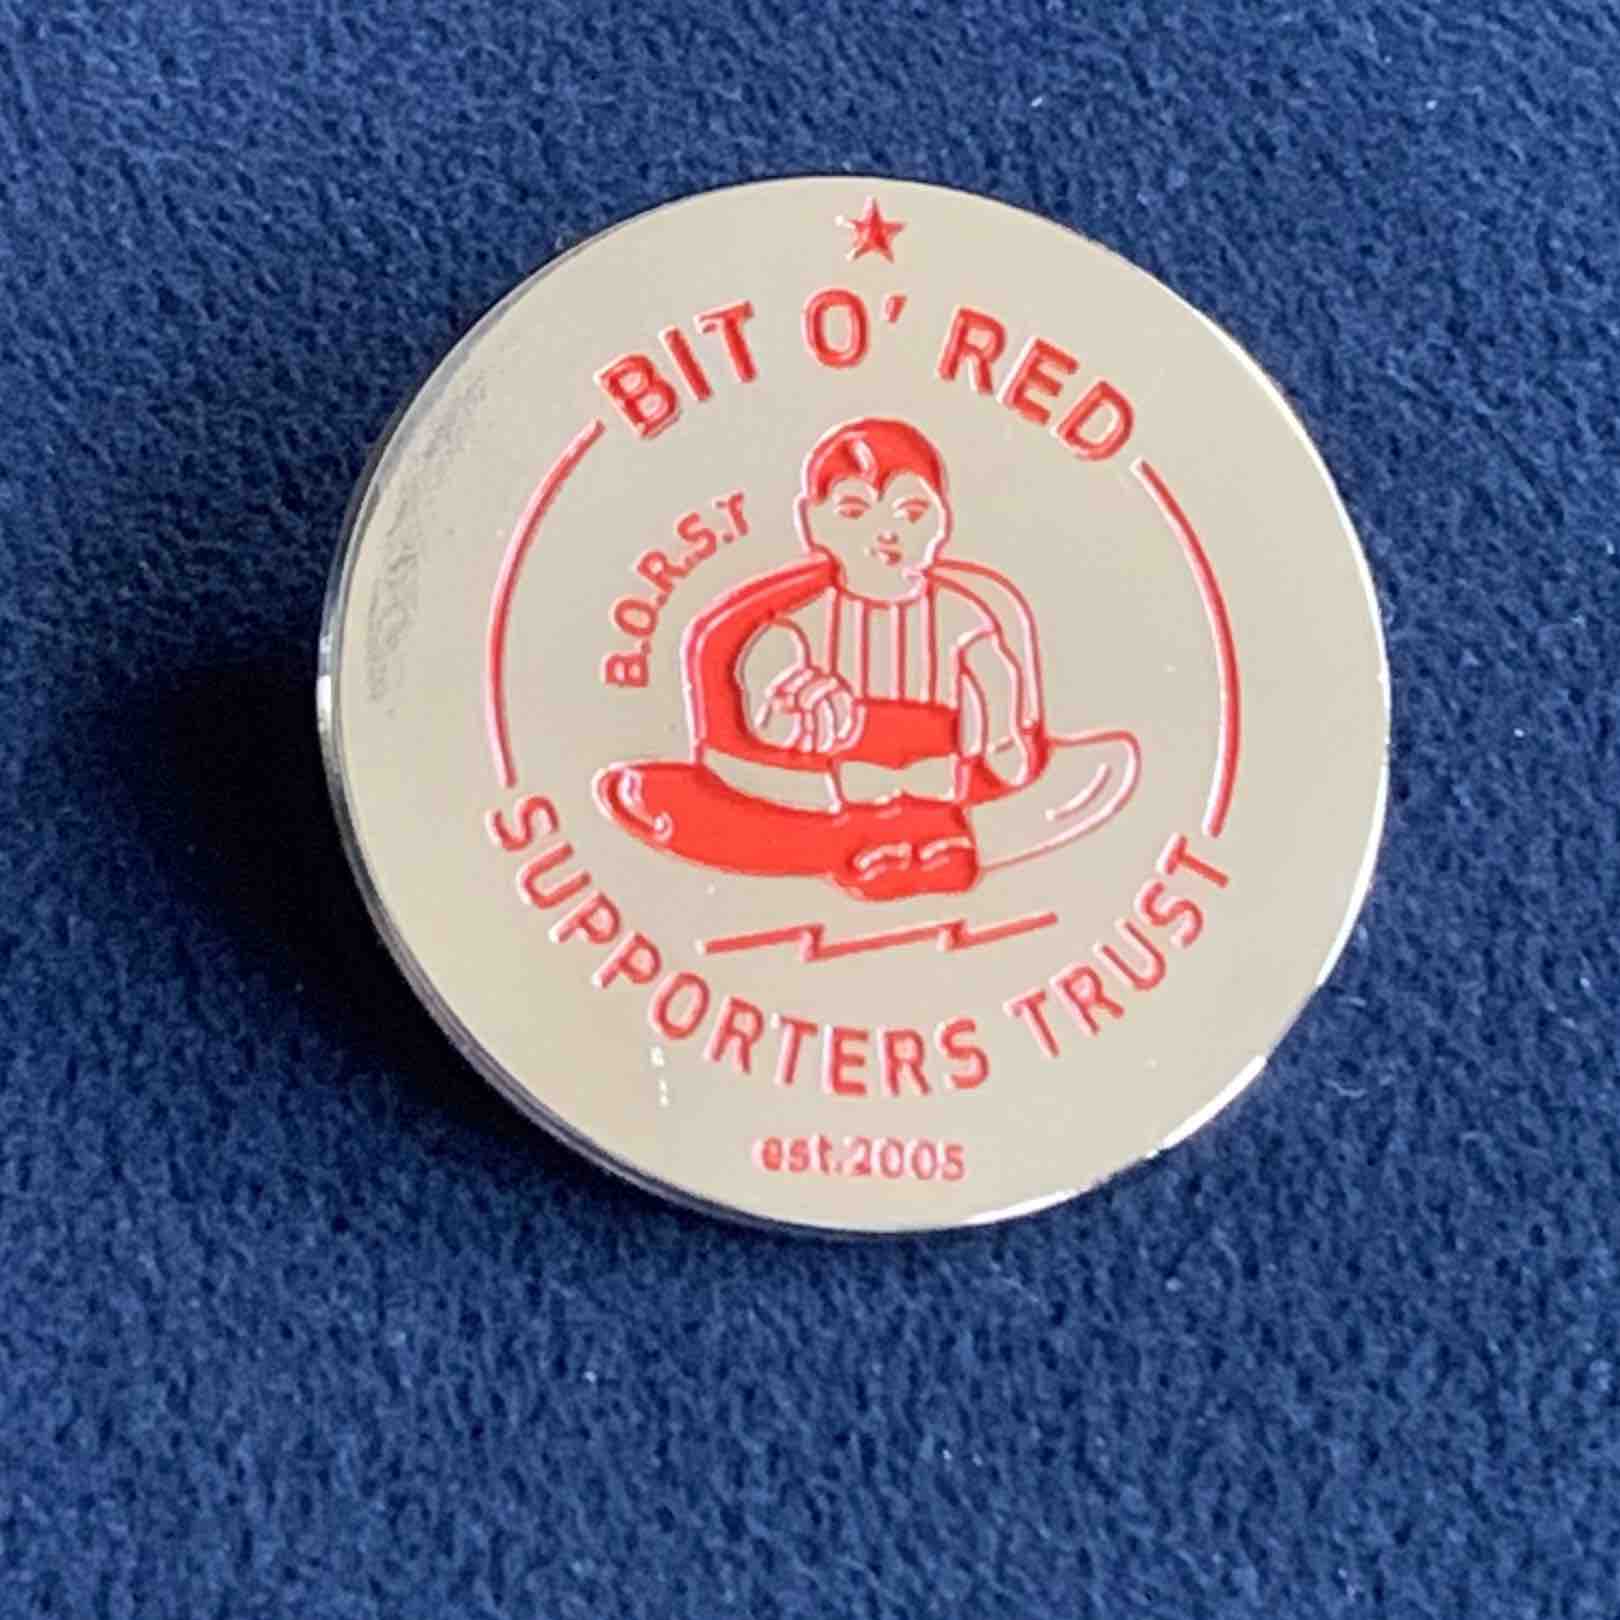 BIT O' RED
B.O.R.S.T
SUPPORTERS TRUST
est.2005